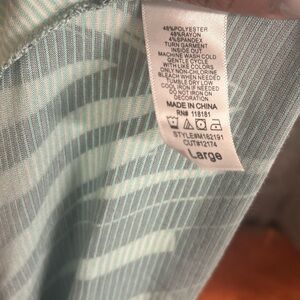 48%POLYESTER
48%RAYON
4%SPANDEX
TURN GARMENT
INSIDE OUT
MACHINE WASH COLD
GENTLE CYCLE
WITH LIKE COLORS
ONLY NON-CHLORINE
BLEACH WHEN NEEDED
TUMBLE DRY LOW
COOL IRON IF NEEDED
DO NOT IRON ON
DECORATION
MADE IN CHINA
RN# 118181
STYLE#M162191
CUT#12174
Large